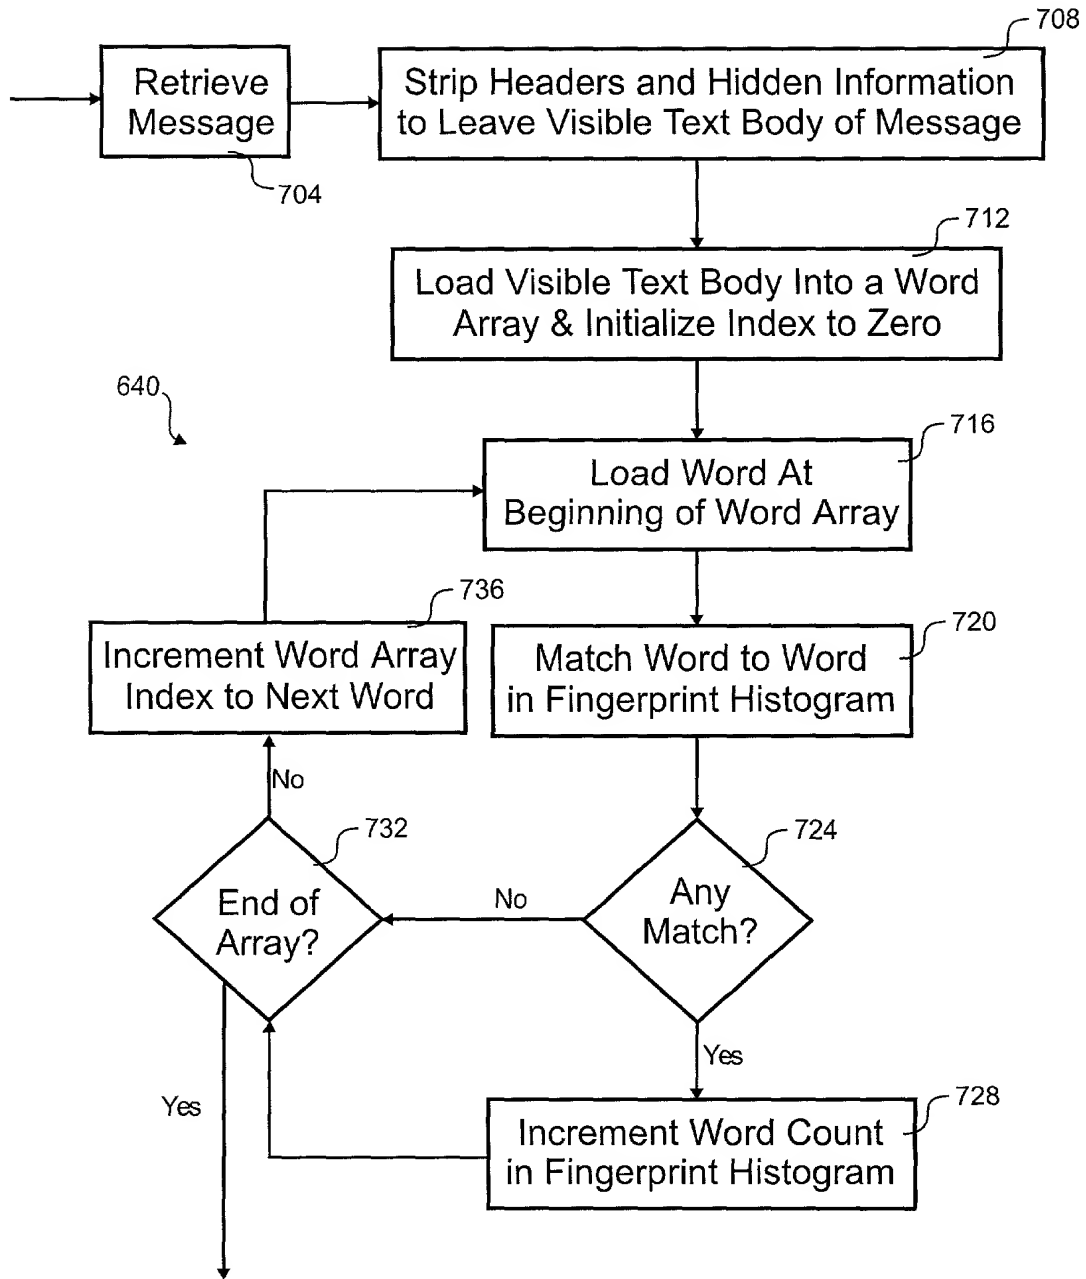 708
Retrieve
Message
Strip Headers and Hidden Information
to Leave Visible Text Body of Message
704
712
Load Visible Text Body Into a Word
Array & Initialize Index to Zero
640
716
Load Word At
Beginning of Word Array
736
720
Increment Word Array
Index to Next Word
Match Word to Word
in Fingerprint Histogram
No
732
724
End of
Array?
No
Any
Match?
Yes
Yes
728
Increment Word Count
in Fingerprint Histogram